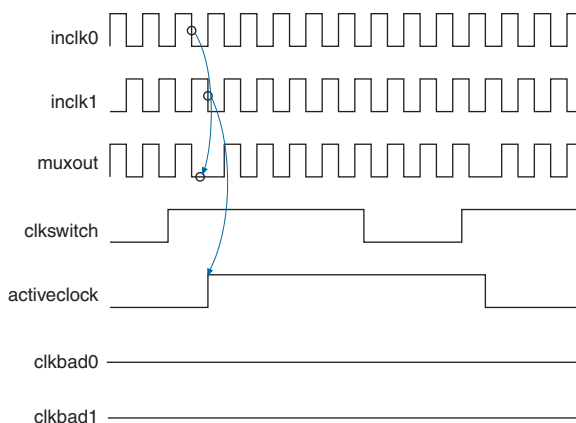 inclk0
inclk1
muxout
clkswitch
activeclock
clkbad0
clkbad1